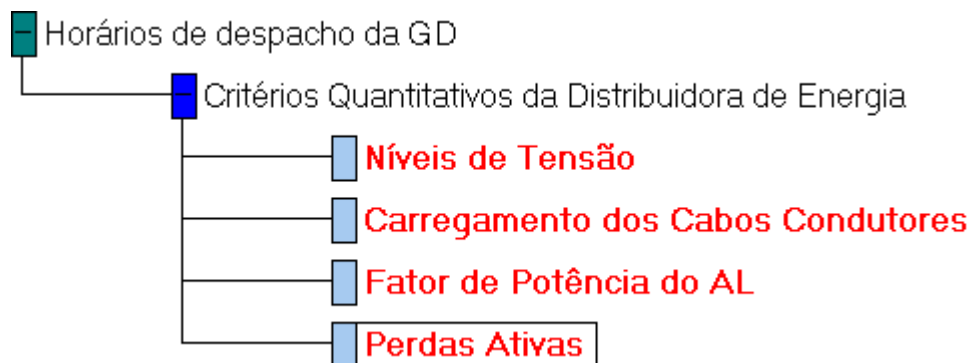 Horários de despacho da GD
Critérios Quantitativos da Distribuidora de Energia
Níveis de Tensão
Carregamento dos Cabos Condutores
Fator de Potência do AL
Perdas Ativas